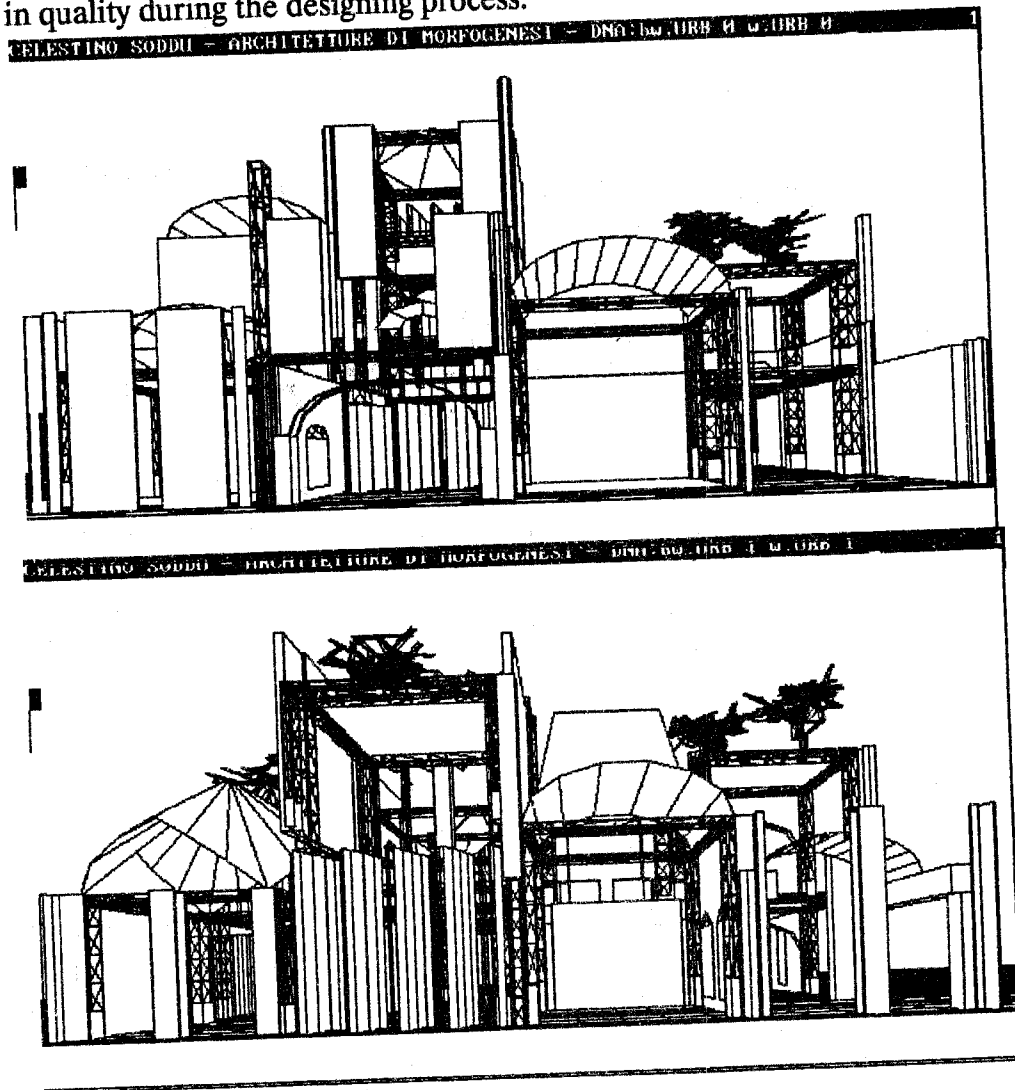 in quality during the designing process.
CELESTINO SODDU - ARCHITETTURE DI MORFOGENESI - DNA:bw.URB 0 w.URB 0 1
CELESTINO SODDU - ARCHITETTURE DI MORFOGENESI - DNA:bw.URB 1 w.URB 1 1